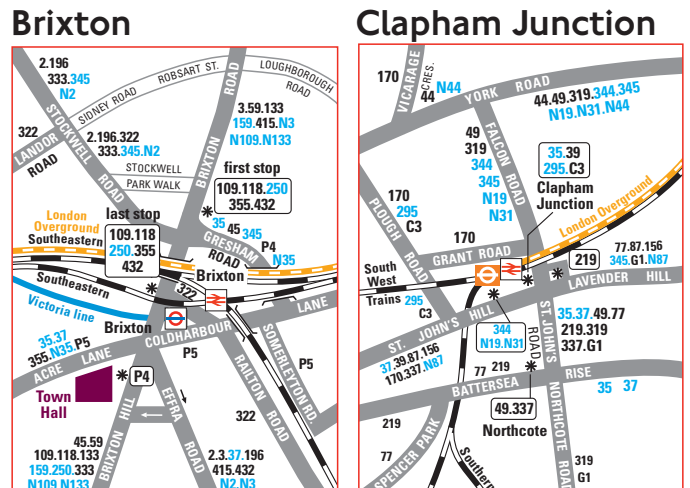 Brixton
2.196
333.345
N2
ROBSART ST.
LOUGHBOROUGH
ROAD
SIDNEY ROAD
STOCKWELL
ROAD
322
LANDOR
ROAD
2.196.322
333.345.N2
BRIXTON
ROAD
3.59.133
159.415.N3
N109.N133
STOCKWELL
PARK WALK
first stop
109.118.250
355.432
last stop
109.118
250.355
432
35
45
345
P4
N35
GRESHAM
ROAD
London
Overground
Southeastern
Southeastern
Victoria line
322
Brixton
Brixton
COLDHARBOUR
LANE
35.37
355.N35
P5
ACRE
LANE
P5
P5
SOMERLEYTON RD.
RAILTON
ROAD
Town
Hall
P4
BRIXTON
HILL
EFFRA
ROAD
322
45.59
109.118.133
159.250.333
N109.N133
2.3.37.196
415.432
N2.N3
Clapham Junction
170
VICARAGE
CRES.
44
N44
YORK
ROAD
44.49.319.344.345
N19.N31.N44
49
319
344
345
N19
N31
FALCON ROAD
35.39
295.C3
Clapham
Junction
London Overground
170
295
C3
PLOUGH
ROAD
170
GRANT ROAD
219
77.87.156
345.G1.N87
LAVENDER HILL
South
West
Trains
295
C3
ST. JOHN'S HILL
37.39.87.156
170.337.N87
344
N19.N31
ST. JOHN'S
ROAD
35.37.49.77
219.319
337.G1
77
219
BATTERSEA
RISE
35
37
49.337
Northcote
NORTHCOTE ROAD
219
77
SPENCER PARK
Southern
319
G1